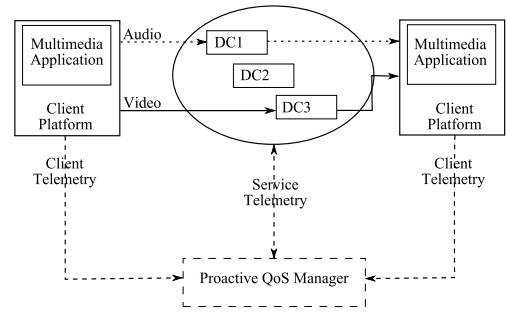 Multimedia
Application
Client
Platform
Audio
Video
DC1
DC2
DC3
Multimedia
Application
Client
Platform
Client
Telemetry
Service
Telemetry
Client
Telemetry
Proactive QoS Manager